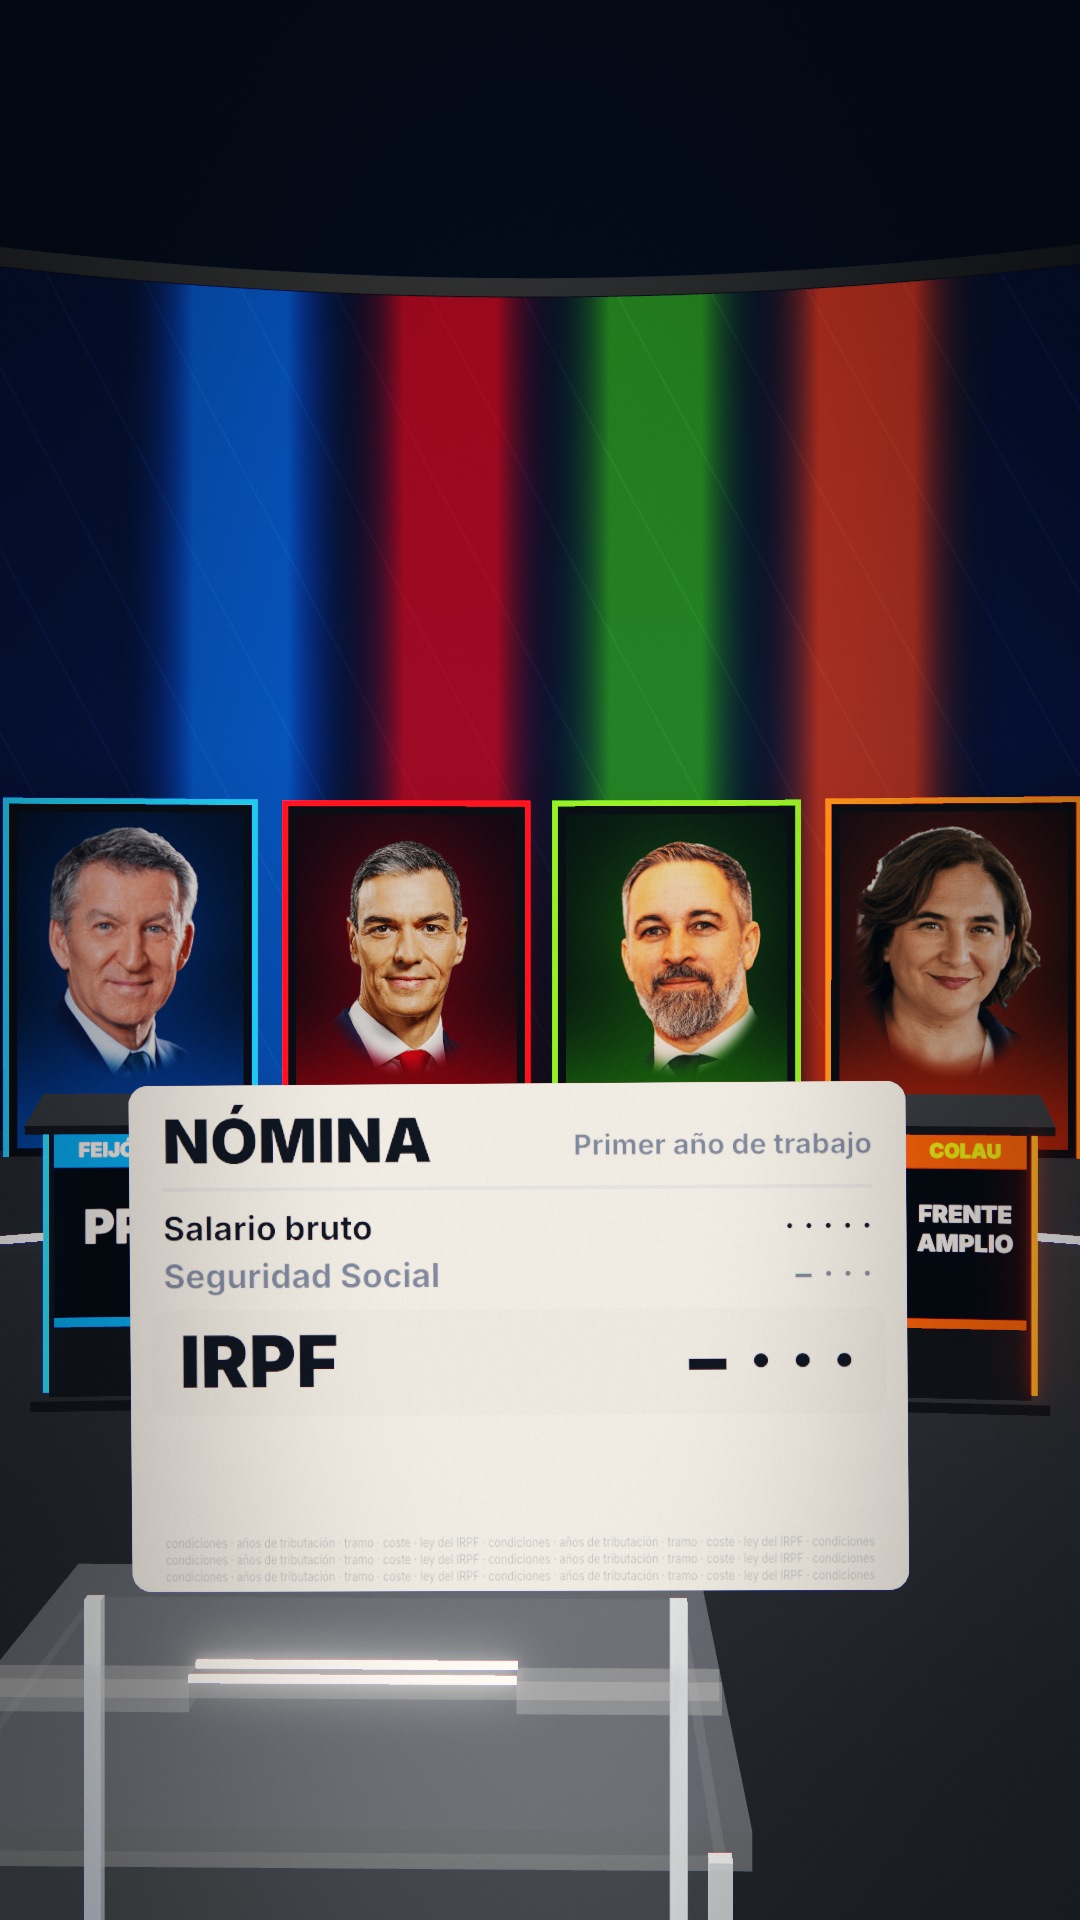 NÓMINA
Primer año de trabajo
Salario bruto
Seguridad Social
IRPF
condiciones · años de tributación · tramo · coste · ley del IRPF · condiciones · años de tributación · tramo · coste · ley del IRPF · condiciones
condiciones · años de tributación · tramo · coste · ley del IRPF · condiciones · años de tributación · tramo · coste · ley del IRPF · condiciones
condiciones · años de tributación · tramo · coste · ley del IRPF · condiciones · años de tributación · tramo · coste · ley del IRPF · condiciones
COLAU
FRENTE
AMPLIO